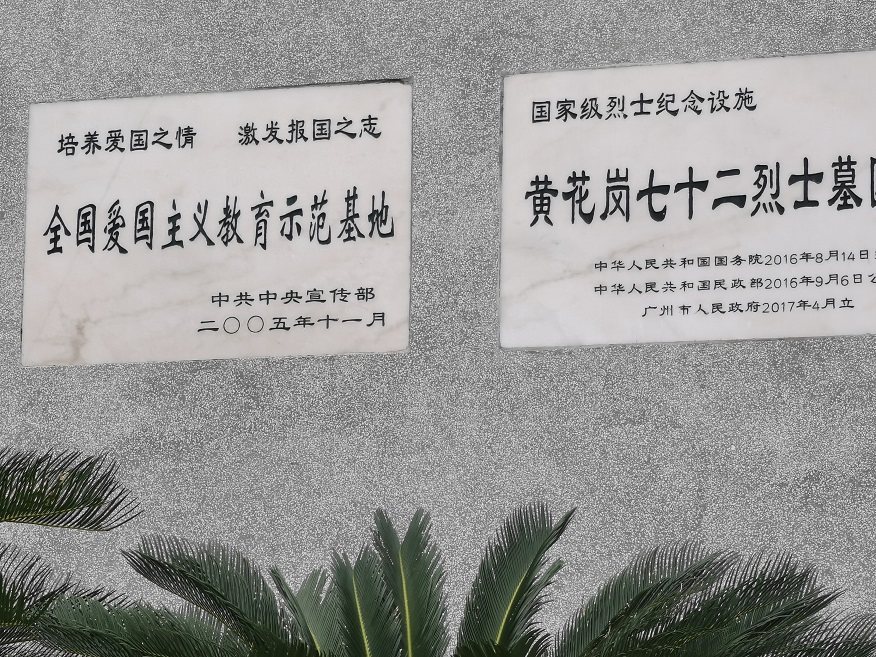 培养爱国之情 激发报国之志
全国爱国主义教育示范基地
中共中央宣传部
二〇〇五年十一月
国家级烈士纪念设施
黄花岗七十二烈士墓
中华人民共和国国务院2016年8月14日
中华人民共和国民政部2016年9月6日公
广州市人民政府2017年4月立